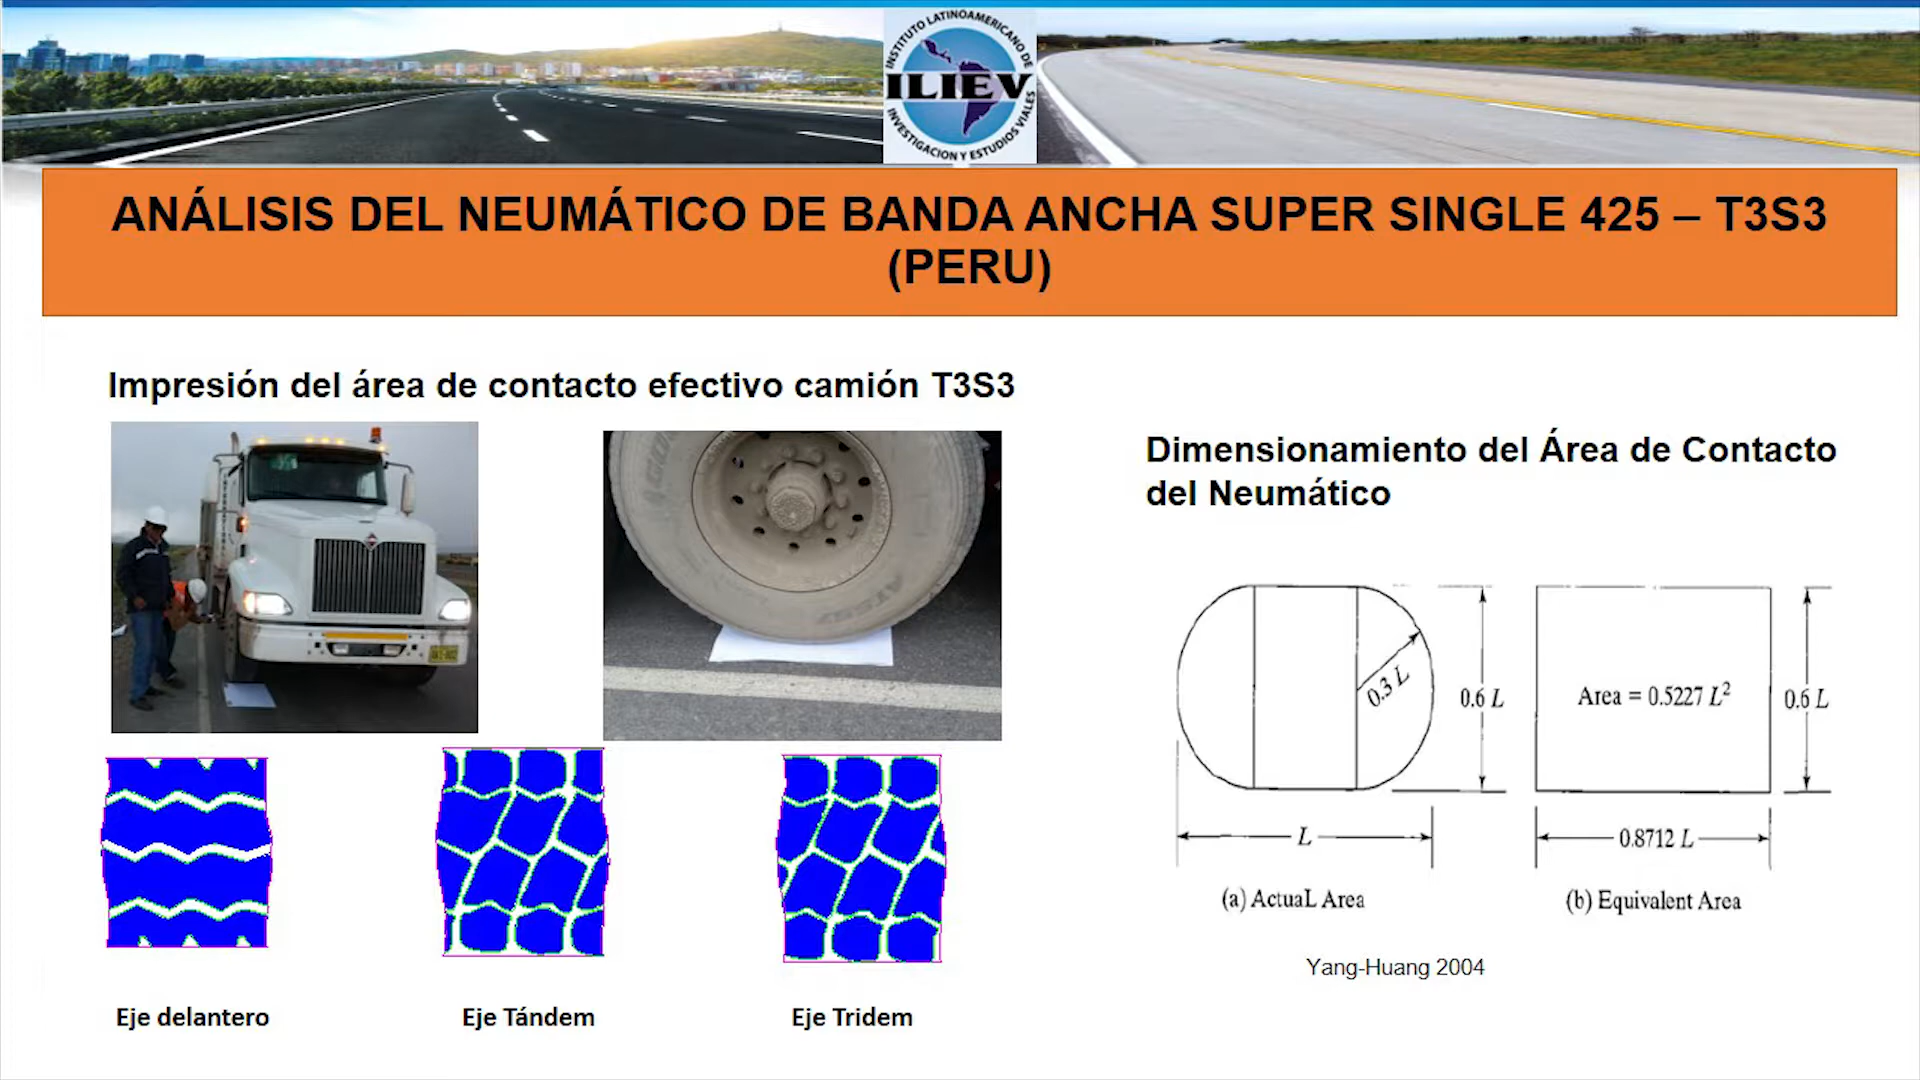 INSTITUTO LATINOAMERICANO DE
ILIEV
INVESTIGACION Y ESTUDIOS VIALES
ANÁLISIS DEL NEUMÁTICO DE BANDA ANCHA SUPER SINGLE 425 – T3S3
(PERU)
Impresión del área de contacto efectivo camión T3S3
Dimensionamiento del Área de Contacto
del Neumático
0.3 L
0.6 L
Area = 0.5227 L²
0.6 L
L
0.8712 L
(a) ActuaL Area
(b) Equivalent Area
Yang-Huang 2004
Eje delantero
Eje Tándem
Eje Tridem